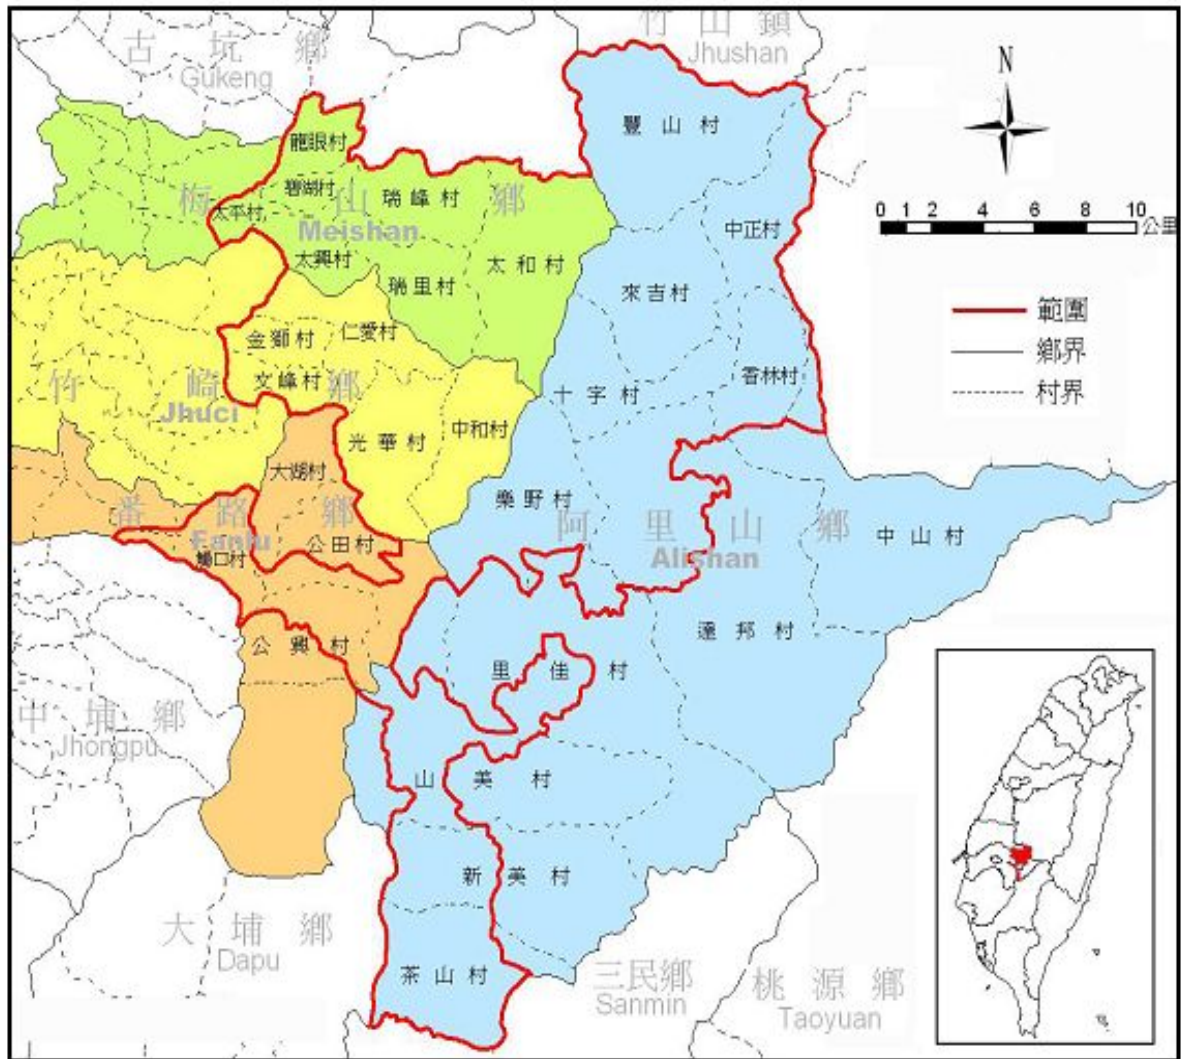 古坑鄉
Gukeng
竹山鎮
Jhushan
N
0 1 2 4 6 8 10
公里
範圍
鄉界
村界
梅山鄉
Meishan
龍眼村
碧湖村
太平村
瑞峰村
太興村
瑞里村
太和村
竹崎鄉
Jhuci
金獅村
仁愛村
文峰村
光華村
中和村
番路鄉
Fanlu
大湖村
公田村
觸口村
公興村
阿里山鄉
Alishan
豐山村
中正村
來吉村
香林村
十字村
樂野村
中山村
達邦村
里佳村
山美村
新美村
茶山村
中埔鄉
Jhongpu
大埔鄉
Dapu
三民鄉
Sanmin
桃源鄉
Taoyuan